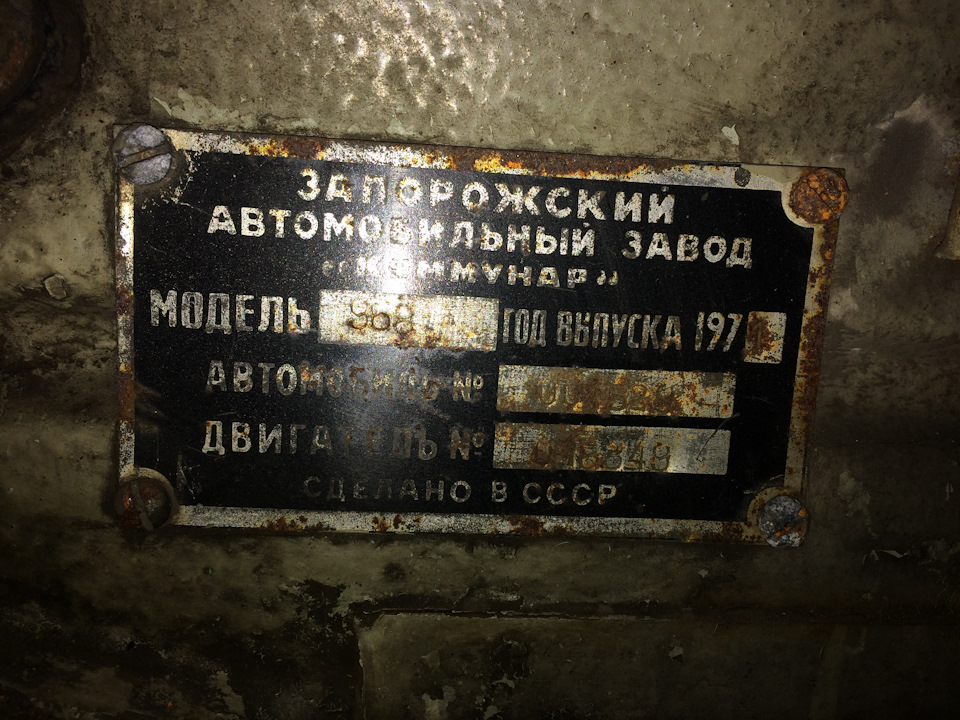 ЗАПОРОЖСКИЙ
АВТОМОБИЛЬНЫЙ ЗАВОД
«КОММУНАР»
МОДЕЛЬ ГОД ВЫПУСКА 197
АВТОМОБИЛЬ №
ДВИГАТЕЛЬ №
СДЕЛАНО В СССР